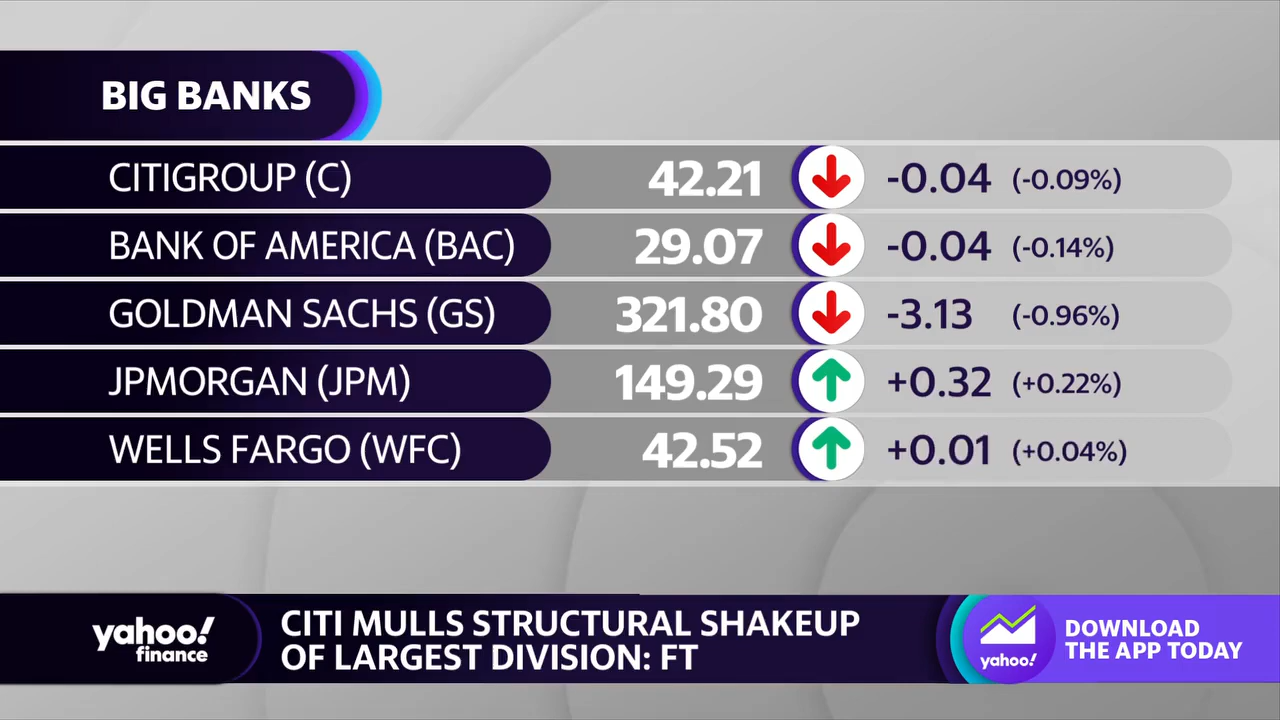 BIG BANKS
CITIGROUP (C) 42.21 -0.04 (-0.09%)
BANK OF AMERICA (BAC) 29.07 -0.04 (-0.14%)
GOLDMAN SACHS (GS) 321.80 -3.13 (-0.96%)
JPMORGAN (JPM) 149.29 +0.32 (+0.22%)
WELLS FARGO (WFC) 42.52 +0.01 (+0.04%)
yahoo!
finance
CITI MULLS STRUCTURAL SHAKEUP
OF LARGEST DIVISION: FT
yahoo!
DOWNLOAD
THE APP TODAY